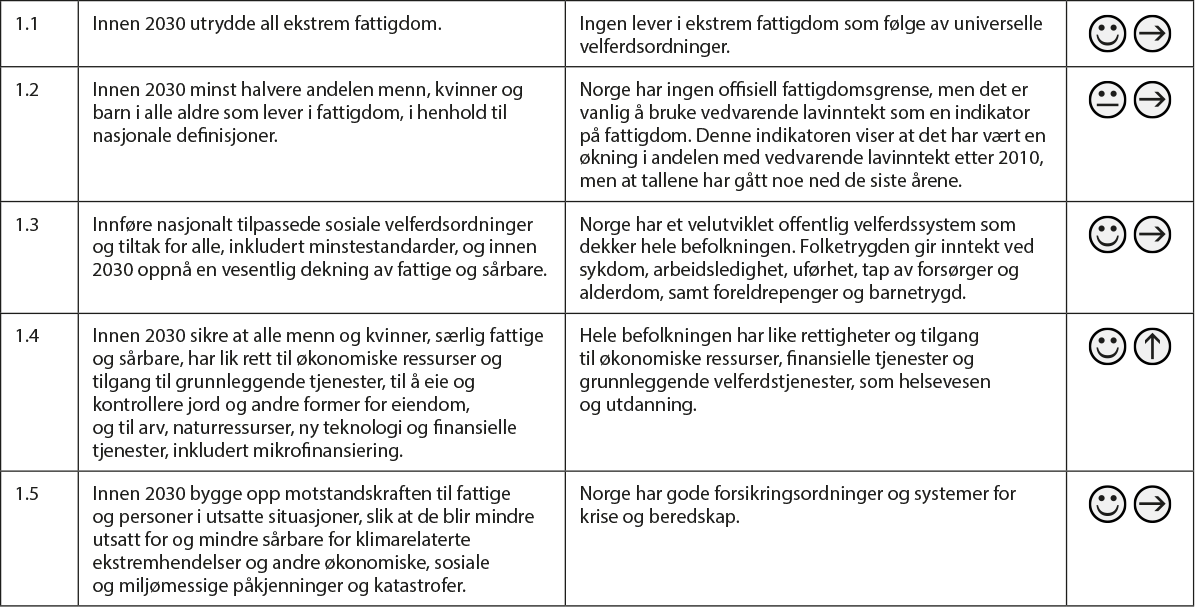 1.1
Innen 2030 utrydde all ekstrem fattigdom.
Ingen lever i ekstrem fattigdom som følge av universelle
velferdsordninger.
1.2
Innen 2030 minst halvere andelen menn, kvinner og
barn i alle aldre som lever i fattigdom, i henhold til
nasjonale definisjoner.
Norge har ingen offisiell fattigdomsgrense, men det er
vanlig å bruke vedvarende lavinntekt som en indikator
på fattigdom. Denne indikatoren viser at det har vært en
økning i andelen med vedvarende lavinntekt etter 2010,
men at tallene har gått noe ned de siste årene.
1.3
Innføre nasjonalt tilpassede sosiale velferdsordninger
og tiltak for alle, inkludert minstestandarder, og innen
2030 oppnå en vesentlig dekning av fattige og sårbare.
Norge har et velutviklet offentlig velferdssystem som
dekker hele befolkningen. Folketrygden gir inntekt ved
sykdom, arbeidsledighet, uførhet, tap av forsørger og
alderdom, samt foreldrepenger og barnetrygd.
1.4
Innen 2030 sikre at alle menn og kvinner, særlig fattige
og sårbare, har lik rett til økonomiske ressurser og
tilgang til grunnleggende tjenester, til å eie og
kontrollere jord og andre former for eiendom,
og til arv, naturressurser, ny teknologi og finansielle
tjenester, inkludert mikrofinansiering.
Hele befolkningen har like rettigheter og tilgang
til økonomiske ressurser, finansielle tjenester og
grunnleggende velferdstjenester, som helsevesen
og utdanning.
1.5
Innen 2030 bygge opp motstandskraften til fattige
og personer i utsatte situasjoner, slik at de blir mindre
utsatt for og mindre sårbare for klimarelaterte
ekstremhendelser og andre økonomiske, sosiale
og miljømessige påkjenninger og katastrofer.
Norge har gode forsikringsordninger og systemer for
krise og beredskap.